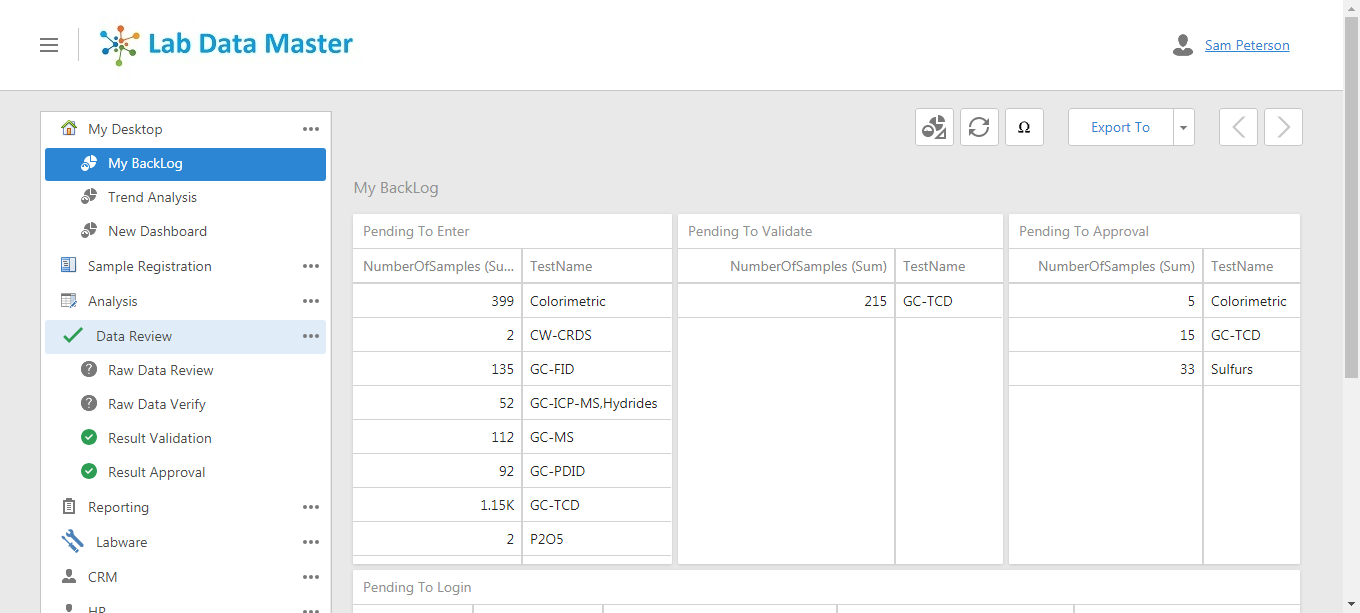 Lab Data Master
Sam Peterson
My Desktop
My BackLog
Trend Analysis
New Dashboard
Sample Registration
Analysis
Data Review
Raw Data Review
Raw Data Verify
Result Validation
Result Approval
Reporting
Labware
CRM
HR
Ω
Export To
My BackLog
Pending To Enter
NumberOfSamples (Su... TestName
399 Colorimetric
2 CW-CRDS
135 GC-FID
52 GC-ICP-MS,Hydrides
112 GC-MS
92 GC-PDID
1.15K GC-TCD
2 P2O5
Pending To Validate
NumberOfSamples (Sum) TestName
215 GC-TCD
Pending To Approval
NumberOfSamples (Sum) TestName
5 Colorimetric
15 GC-TCD
33 Sulfurs
Pending To Login